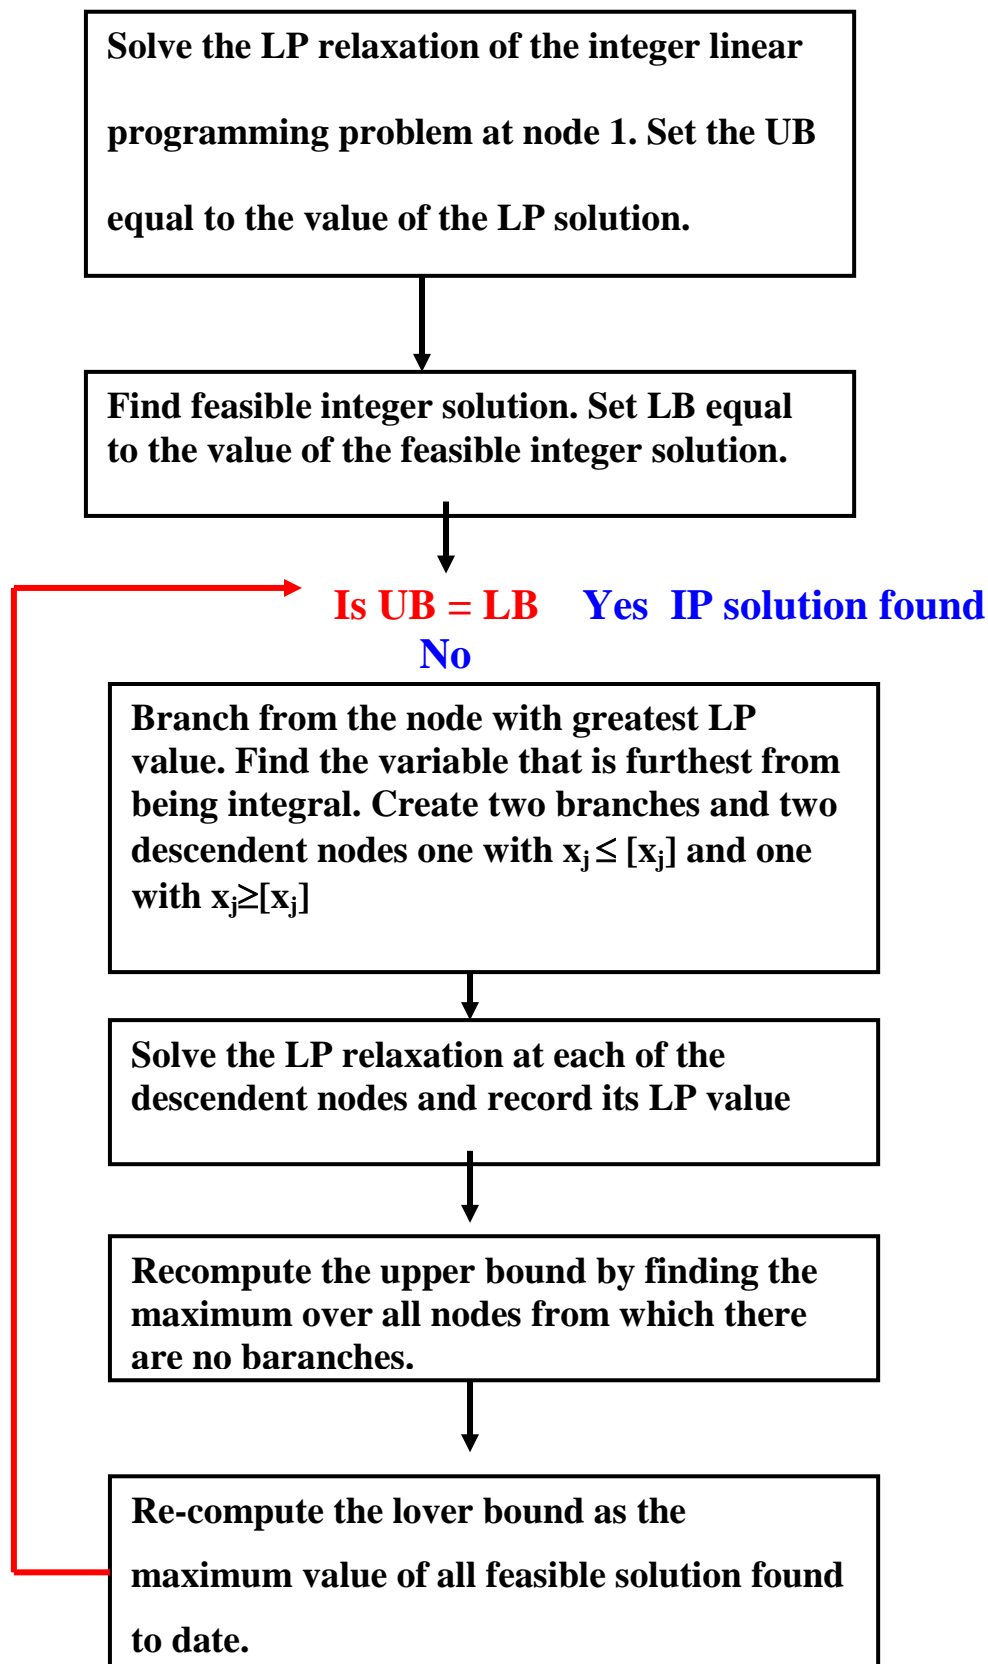 Solve the LP relaxation of the integer linear
programming problem at node 1. Set the UB
equal to the value of the LP solution.
Find feasible integer solution. Set LB equal
to the value of the feasible integer solution.
Is UB = LB Yes IP solution found
No
Branch from the node with greatest LP
value. Find the variable that is furthest from
being integral. Create two branches and two
descendent nodes one with xj ≤ [xj] and one
with xj≥[xj]
Solve the LP relaxation at each of the
descendent nodes and record its LP value
Recompute the upper bound by finding the
maximum over all nodes from which there
are no baranches.
Re-compute the lover bound as the
maximum value of all feasible solution found
to date.